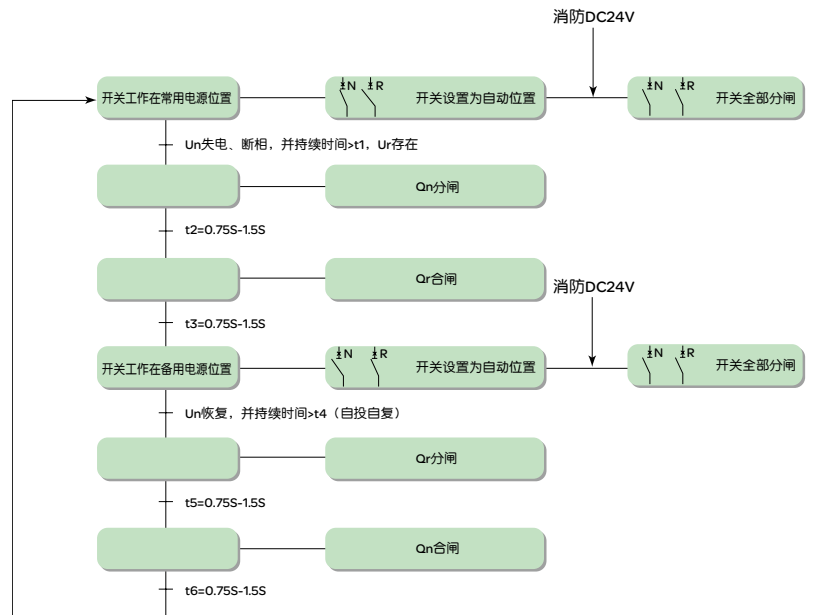 消防DC24V
开关工作在常用电源位置
N R 开关设置为自动位置
N R 开关全部分闸
Un失电、断相，并持续时间>t1，Ur存在
Qn分闸
t2=0.75S-1.5S
Qr合闸
消防DC24V
t3=0.75S-1.5S
开关工作在备用电源位置
N R 开关设置为自动位置
N R 开关全部分闸
Un恢复，并持续时间>t4（自投自复）
Qr分闸
t5=0.75S-1.5S
Qn合闸
t6=0.75S-1.5S